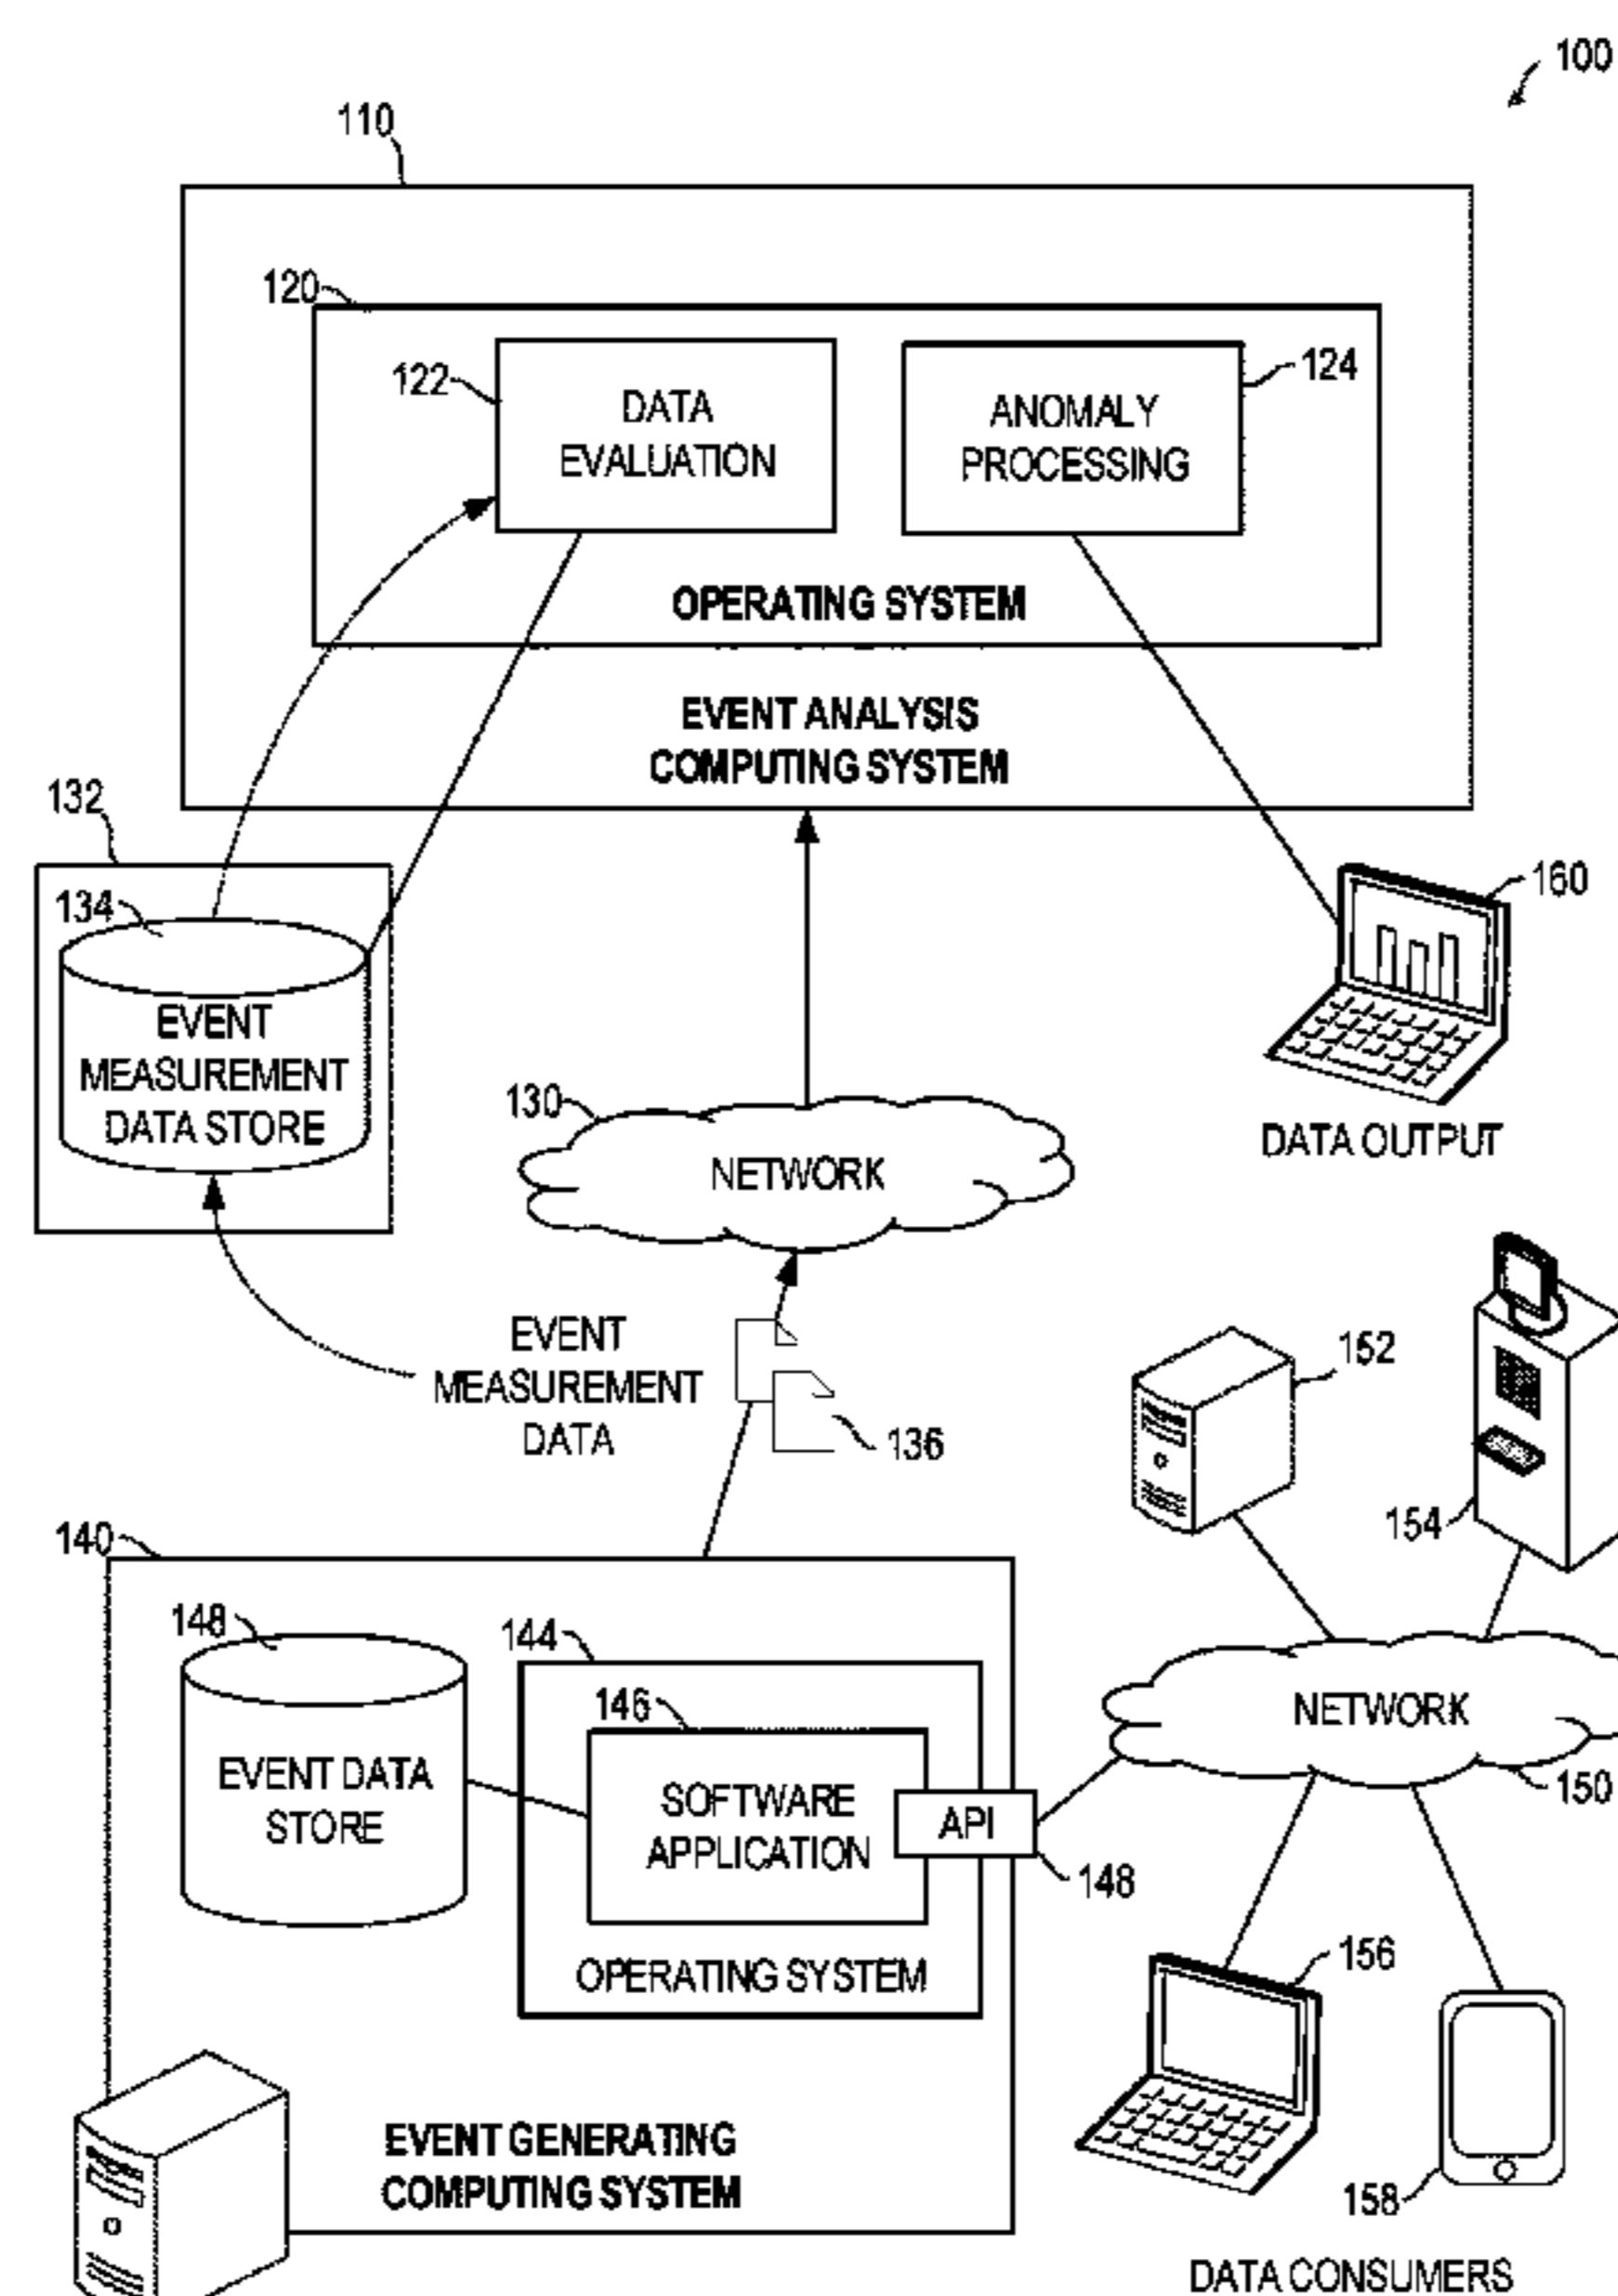 100
110
120
122
DATA
EVALUATION
ANOMALY
PROCESSING
124
OPERATING SYSTEM
EVENT ANALYSIS
COMPUTING SYSTEM
132
134
EVENT
MEASUREMENT
DATA STORE
160
DATA OUTPUT
130
NETWORK
EVENT
MEASUREMENT
DATA
136
152
154
140
148
EVENT DATA
STORE
144
146
SOFTWARE
APPLICATION
API
148
OPERATING SYSTEM
EVENT GENERATING
COMPUTING SYSTEM
NETWORK
150
156
158
DATA CONSUMERS